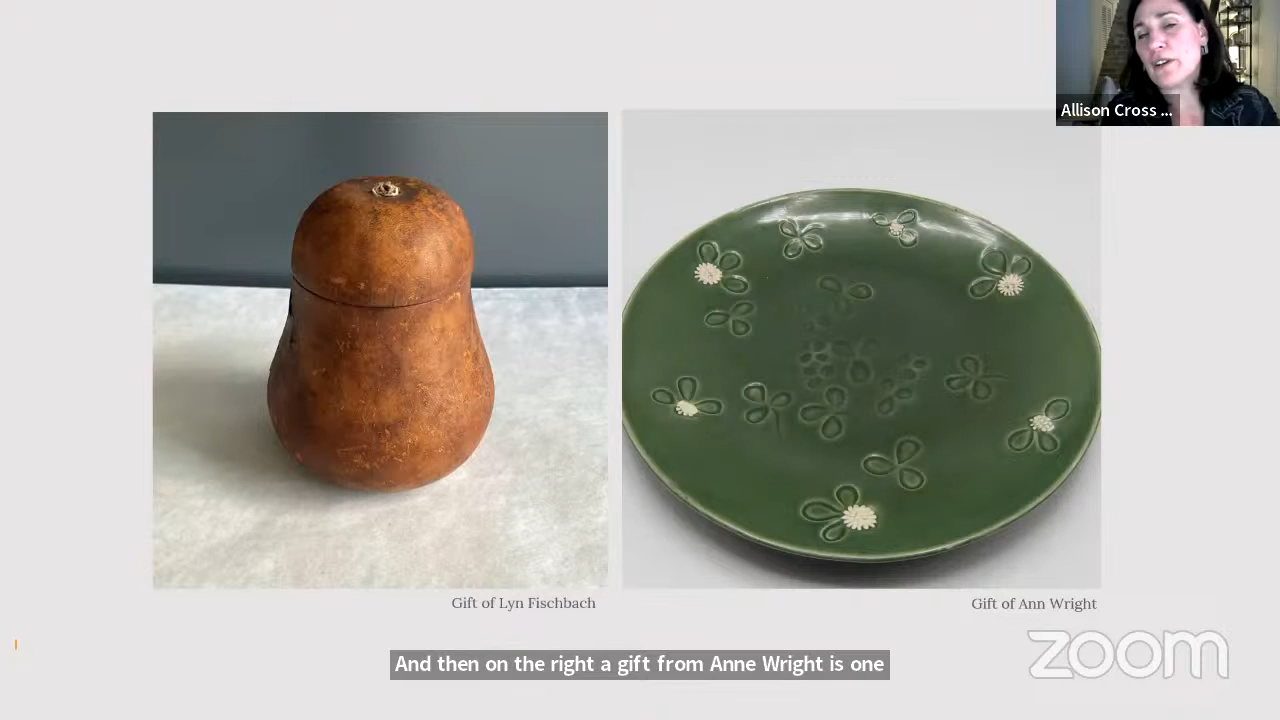 Allison Cross ...
Gift of Lyn Fischbach
Gift of Ann Wright
And then on the right a gift from Anne Wright is one
zoom